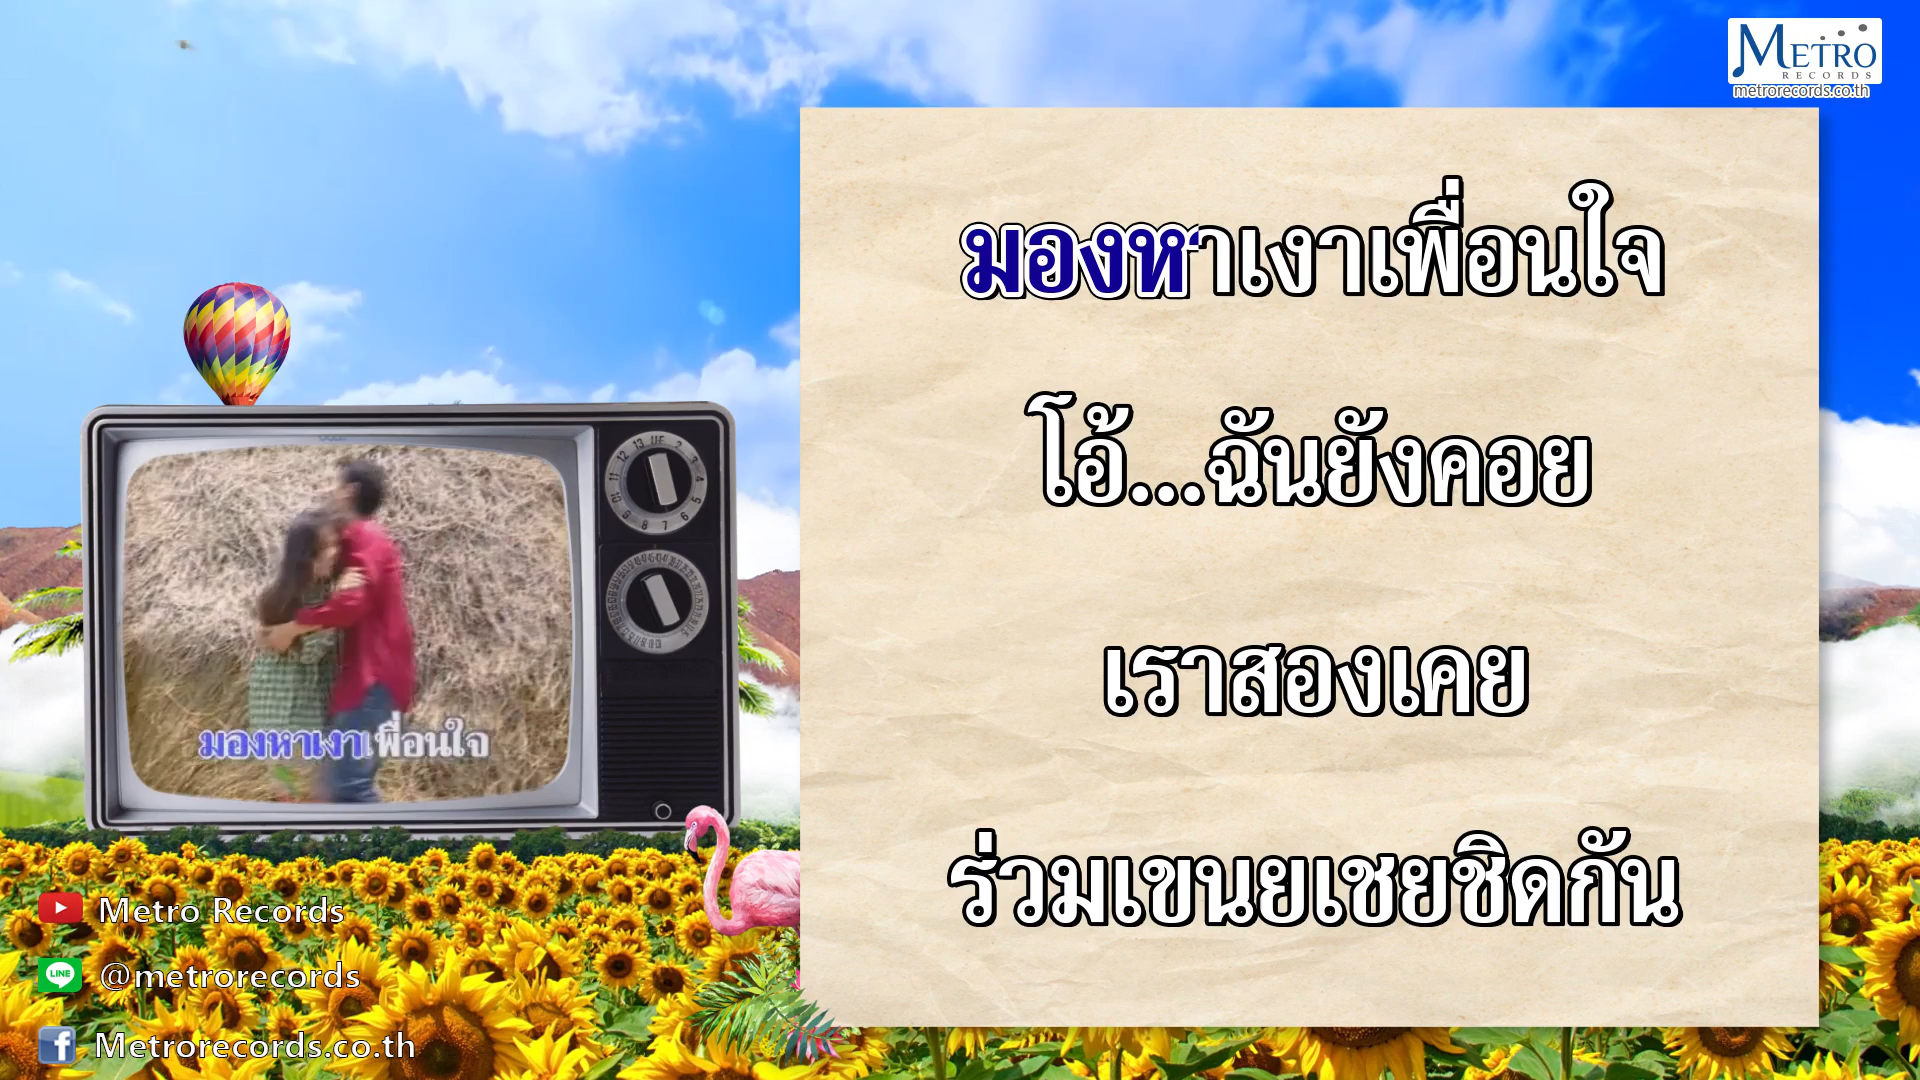 METRO
RECORDS
metrorecords.co.th
มองหาเงาเพื่อนใจ
โอ้...ฉันยังคอย
เราสองเคย
ร่วมเขนยเชยชิดกัน
มองหาเงาเพื่อนใจ
Metro Records
LINE
@metrorecords
f
Metrorecords.co.th